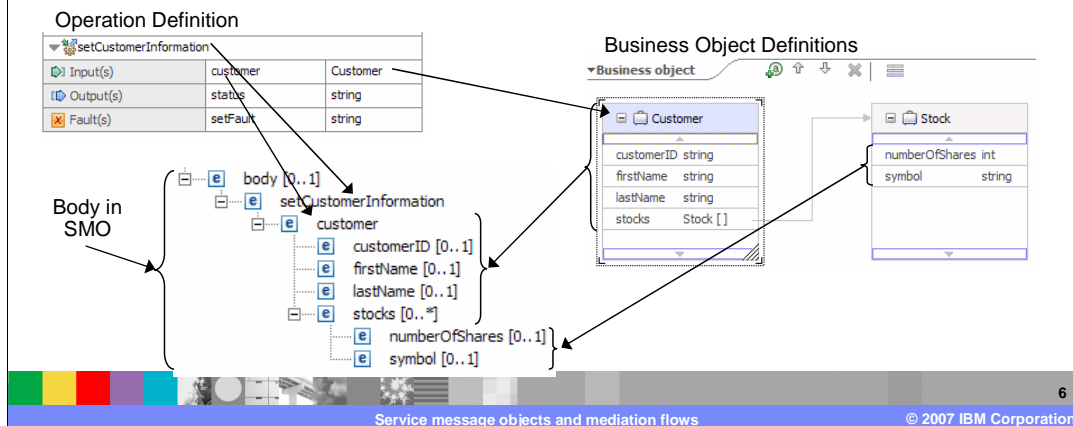 Operation Definition
setCustomerInformation
Input(s) customer Customer
Output(s) status string
Fault(s) setFault string
Business Object Definitions
Business object
Customer
customerID string
firstName string
lastName string
stocks Stock [ ]
Stock
numberOfShares int
symbol string
Body in
SMO
e body [0..1]
e setCustomerInformation
e customer
e customerID [0..1]
e firstName [0..1]
e lastName [0..1]
e stocks [0..*]
e numberOfShares [0..1]
e symbol [0..1]
6
Service message objects and mediation flows © 2007 IBM Corporation